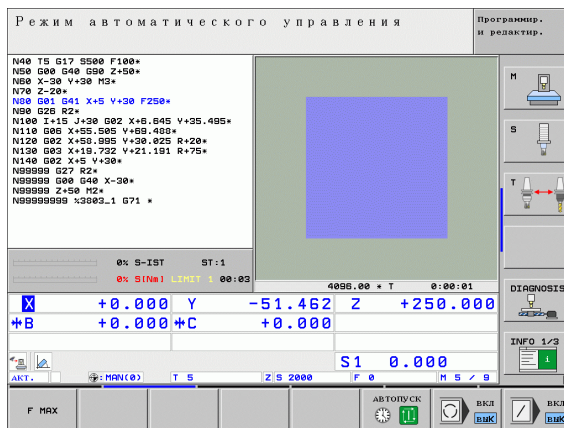 Режим автоматического управления
Программир.
и редактир.
N40 T5 G17 S500 F100*
N50 G00 G40 G90 Z+50*
N60 X-30 Y+30 M3*
N70 Z-20*
N80 G01 G41 X+5 Y+30 F250*
N90 G26 R2*
N100 I+15 J+30 G02 X+6.645 Y+35.495*
N110 G06 X+55.505 Y+69.488*
N120 G02 X+58.995 Y+30.025 R+20*
N130 G03 X+19.732 Y+21.191 R+75*
N140 G02 X+5 Y+30*
N99999 G27 R2*
N99999 G00 G40 X-30*
N99999 Z+50 M2*
N99999999 %3803_1 G71 *
M
S
T
0% S-IST ST:1
0% S[Nm] LIMIT 1 00:03
4096.00 * T 0:00:01
X +0.000 Y -51.462 Z +250.000
B +0.000 C +0.000
S1 0.000
АКТ. MAN(0) T 5 Z S 2000 F 0 M 5 / 9
DIAGNOSIS
INFO 1/3
i
F MAX
АВТОПУСК
ВКЛ
ВЫК
ВКЛ
ВЫК